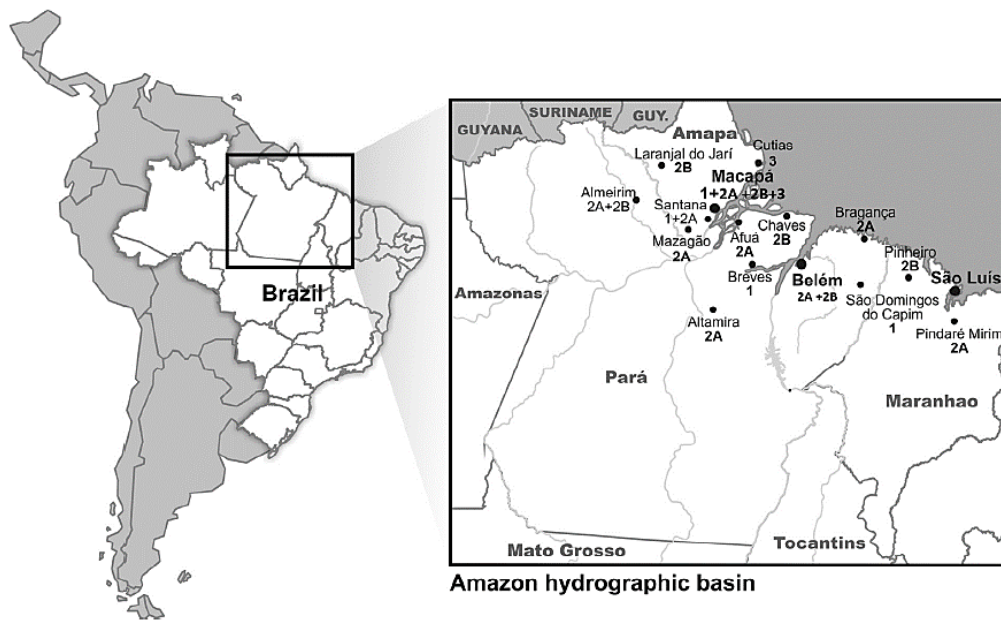 Brazil
GUYANA
SURINAME
GUY.
Amapa
Laranjal do Jarí
2B
Cutias
3
Macapá
1+2A +2B+3
Almeirim
2A+2B
Santana
1+2A
Mazagão
2A
Afuá
2A
Chaves
2B
Bragança
2A
Pinheiro
2B
São Luís
Breves
1
Belém
2A +2B
São Domingos
do Capim
1
Pindaré Mirim
2A
Amazonas
Altamira
2A
Pará
Maranhao
Mato Grosso
Tocantins
Amazon hydrographic basin